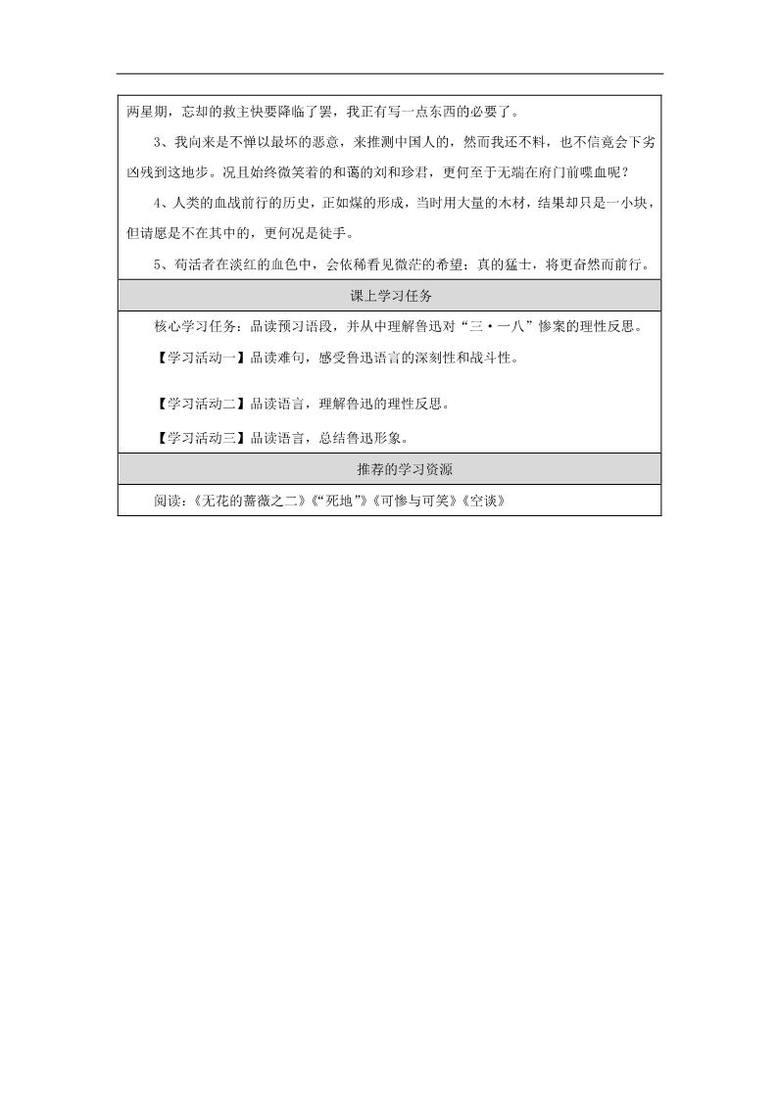 两星期，忘却的救主快要降临了罢，我正有写一点东西的必要了。
3、我向来是不惮以最坏的恶意，来推测中国人的，然而我还不料，也不信竟会下劣
凶残到这地步。况且始终微笑着的和蔼的刘和珍君，更何至于无端在府门前喋血呢？
4、人类的血战前行的历史，正如煤的形成，当时用大量的木材，结果却只是一小块，
但请愿是不在其中的，更何况是徒手。
5、苟活者在淡红的血色中，会依稀看见微茫的希望；真的猛士，将更奋然而前行。
课上学习任务
核心学习任务：品读预习语段，并从中理解鲁迅对“三·一八”惨案的理性反思。
【学习活动一】品读难句，感受鲁迅语言的深刻性和战斗性。
【学习活动二】品读语言，理解鲁迅的理性反思。
【学习活动三】品读语言，总结鲁迅形象。
推荐的学习资源
阅读：《无花的蔷薇之二》《“死地”》《可惨与可笑》《空谈》